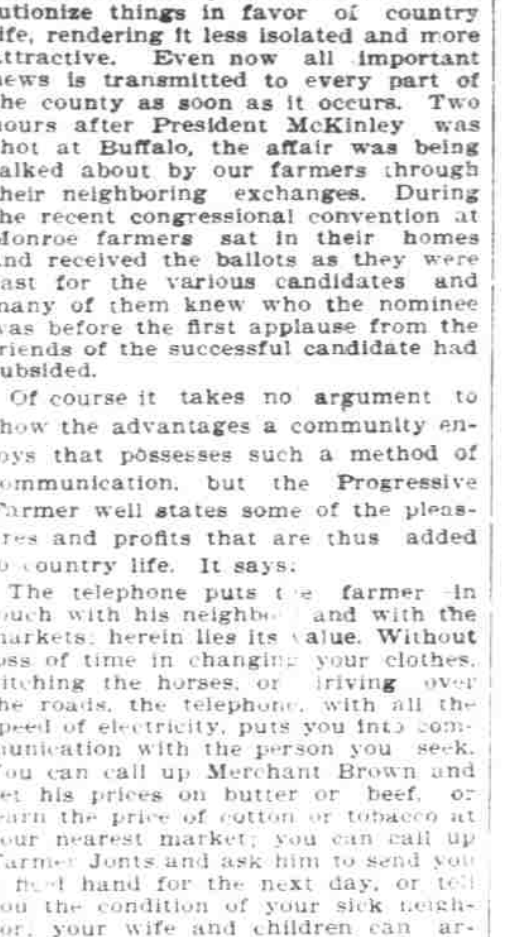 utionize things in favor of country
ife, rendering it less isolated and more
ttractive. Even now all important
ews is transmitted to every part of
he county as soon as it occurs. Two
ours after President McKinley was
hot at Buffalo, the affair was being
alked about by our farmers through
heir neighboring exchanges. During
he recent congressional convention at
Monroe farmers sat in their homes
nd received the ballots as they were
ast for the various candidates and
many of them knew who the nominee
was before the first applause from the
riends of the successful candidate had
ubsided.
Of course it takes no argument to
how the advantages a community en-
oys that possesses such a method of
ommunication, but the Progressive
Farmer well states some of the pleas-
res and profits that are thus added
o country life. It says:
The telephone puts t e farmer in
ouch with his neighbo and with the
markets; herein lies its value. Without
oss of time in changing your clothes,
itching the horses, or driving over
he roads, the telephone, with all the
peed of electricity, puts you into com-
munication with the person you seek.
You can call up Merchant Brown and
et his prices on butter or beef, or
earn the price of cotton or tobacco at
our nearest market; you can call up
Farmer Jonts and ask him to send you
hand for the next day, or tell
ou the condition of your sick neigh-
or, your wife and children can ar-